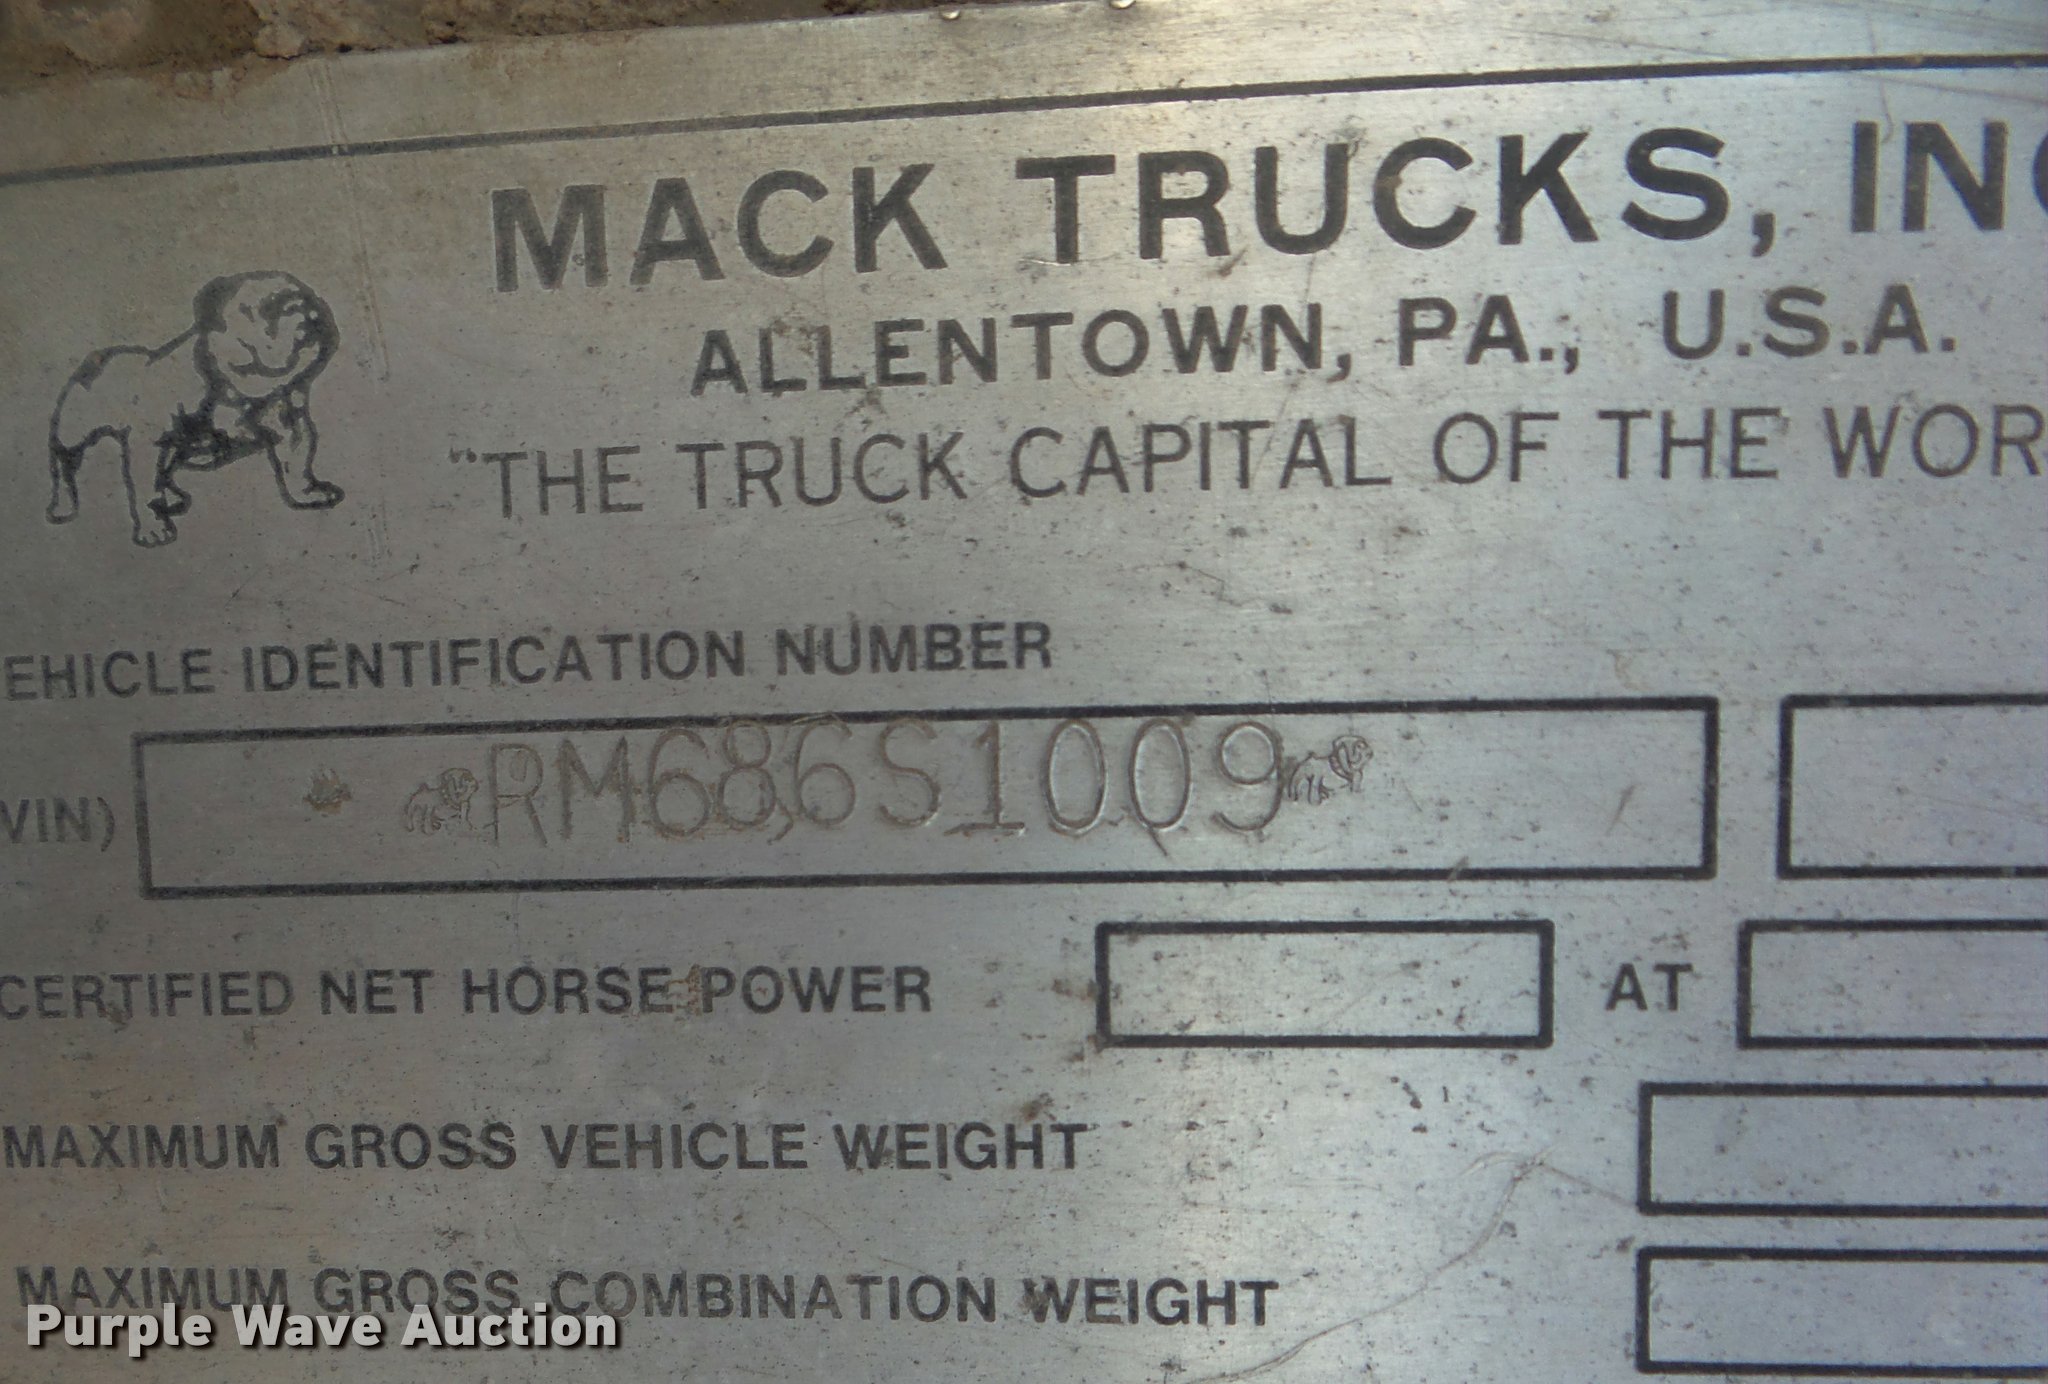 MACK TRUCKS, INC
ALLENTOWN, PA., U.S.A.
"THE TRUCK CAPITAL OF THE WOR
EHICLE IDENTIFICATION NUMBER
VIN) RM686S1009
CERTIFIED NET HORSE POWER AT
MAXIMUM GROSS VEHICLE WEIGHT
MAXIMUM GROSS COMBINATION WEIGHT
Purple Wave Auction